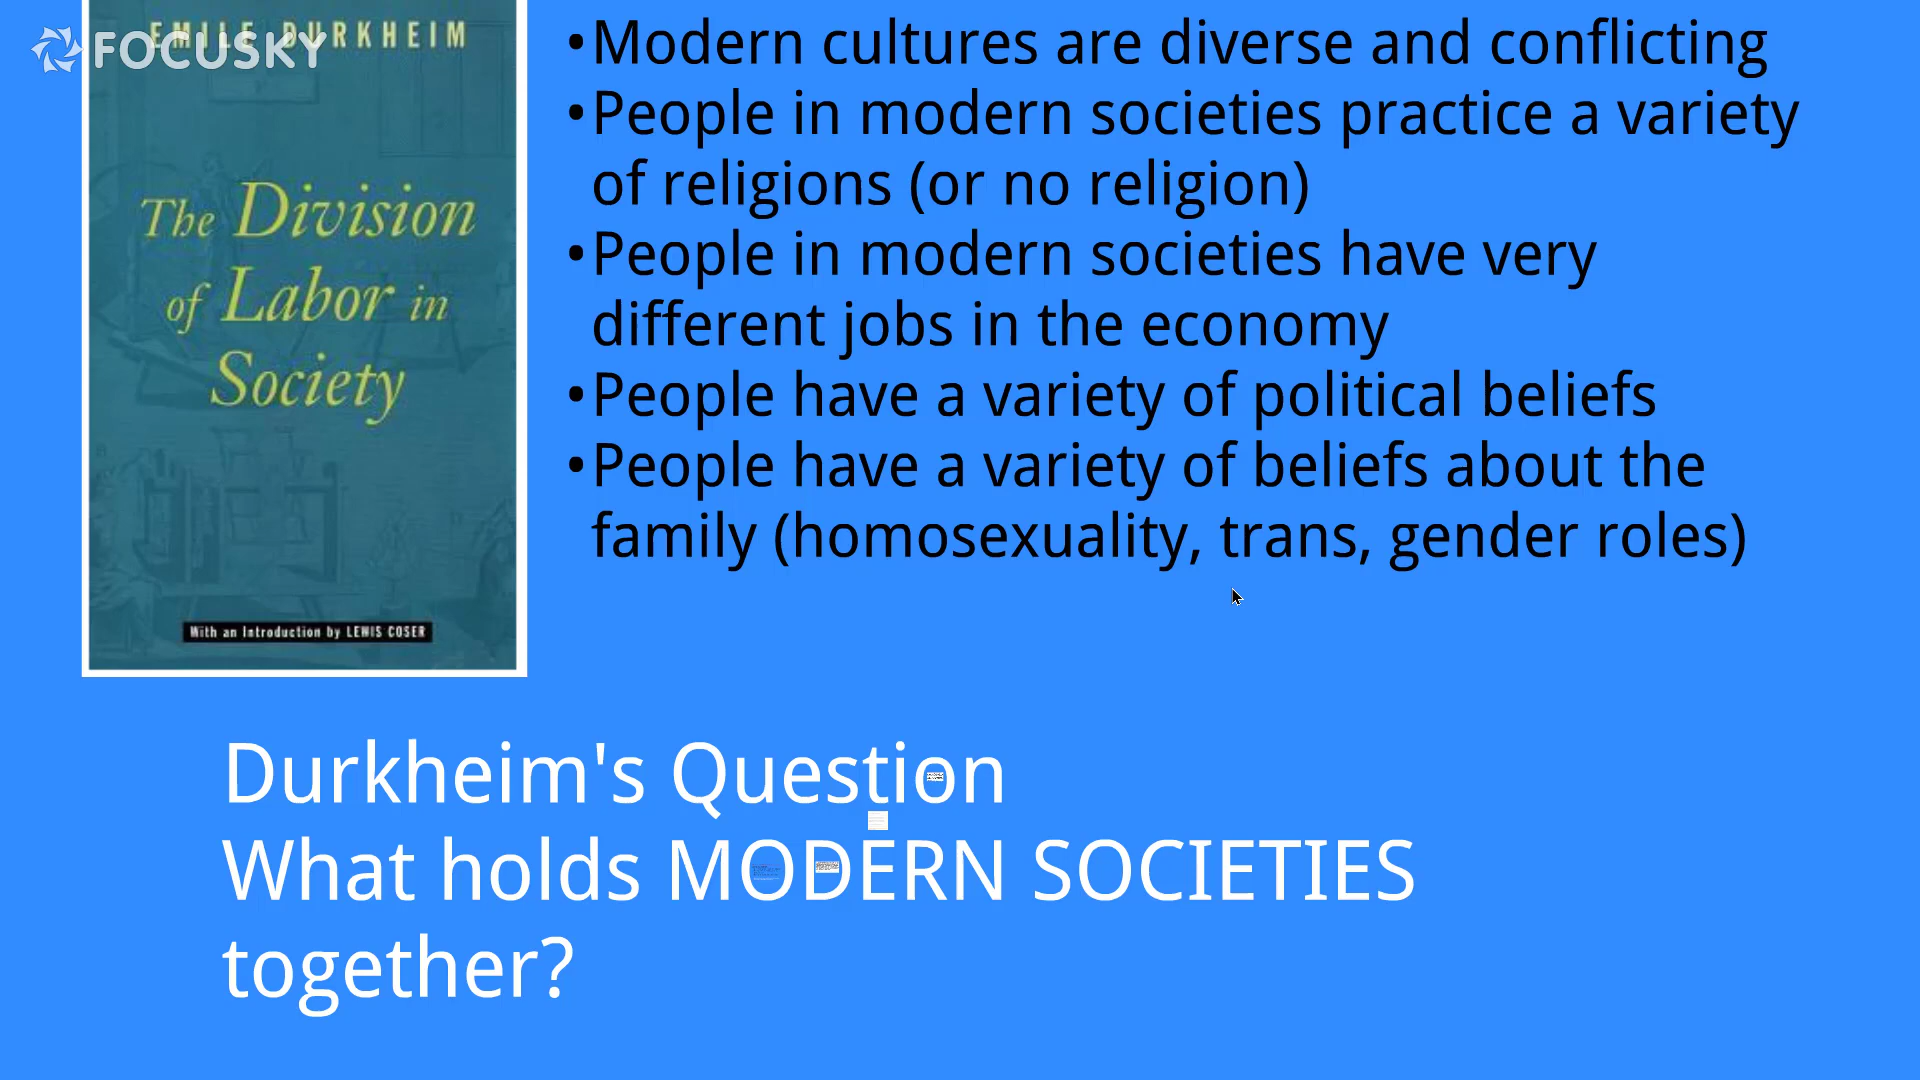 EMILE DURKHEIM
FOCUSKY
The Division
of Labor in
Society
With an Introduction by LEWIS COSER
•Modern cultures are diverse and conflicting
•People in modern societies practice a variety
of religions (or no religion)
•People in modern societies have very
different jobs in the economy
•People have a variety of political beliefs
•People have a variety of beliefs about the
family (homosexuality, trans, gender roles)
Durkheim's Question
What holds MODERN SOCIETIES
together?